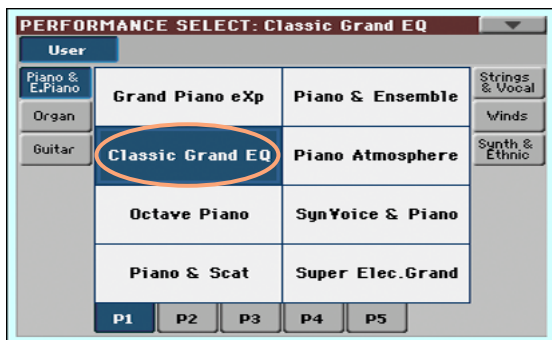 PERFORMANCE SELECT: Classic Grand EQ
User
Piano &
E.Piano
Organ
Guitar
Grand Piano eXp
Piano & Ensemble
Classic Grand EQ
Piano Atmosphere
Octave Piano
SynVoice & Piano
Piano & Scat
Super Elec.Grand
Strings
& Vocal
Winds
Synth &
Ethnic
P1 P2 P3 P4 P5